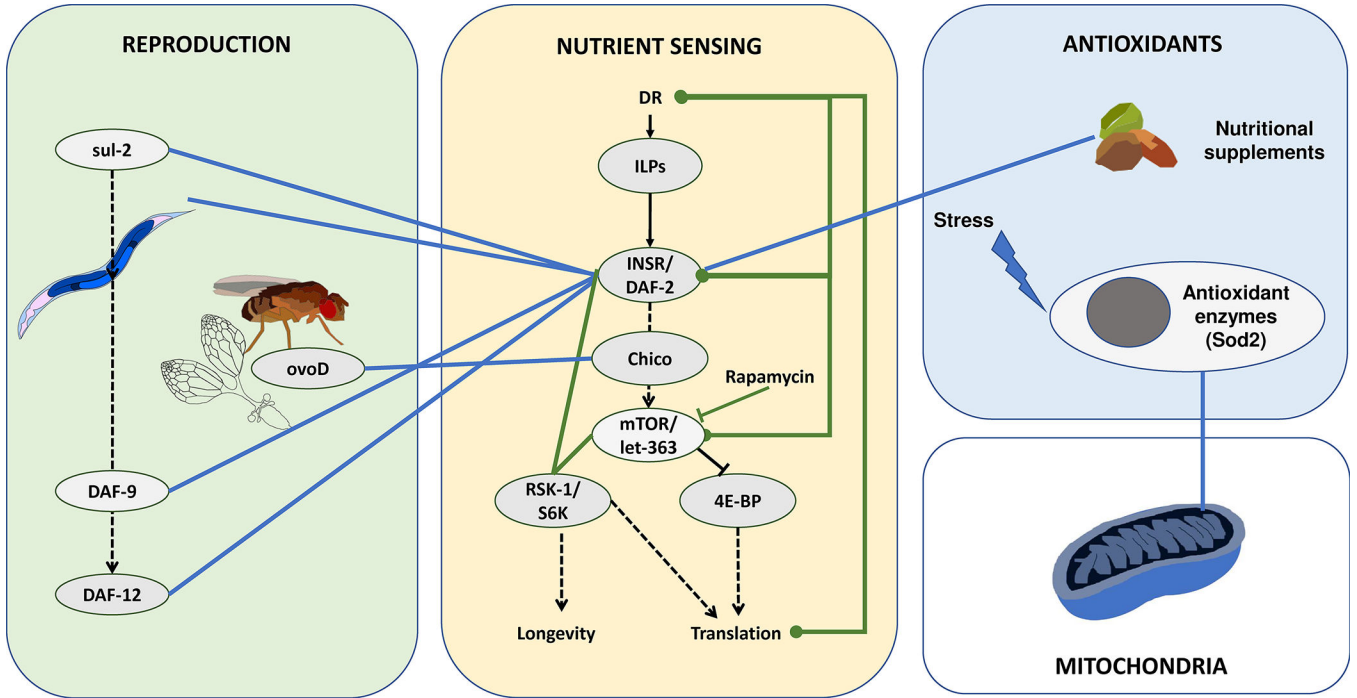 REPRODUCTION
sul-2
ovoD
DAF-9
DAF-12
NUTRIENT SENSING
DR
ILPs
INSR/
DAF-2
Chico
Rapamycin
mTOR/
let-363
RSK-1/
S6K
4E-BP
Longevity
Translation
ANTIOXIDANTS
Nutritional
supplements
Stress
Antioxidant
enzymes
(Sod2)
MITOCHONDRIA